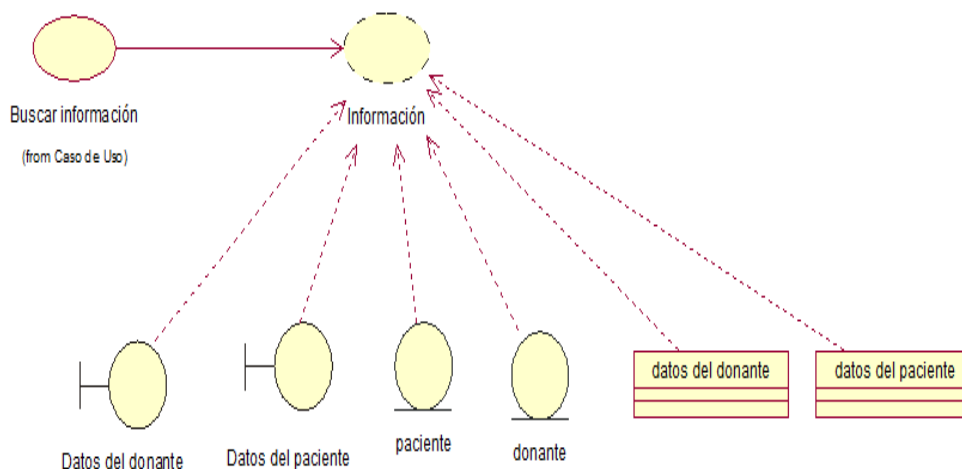 Buscar información
(from Caso de Uso)
Información
datos del donante
datos del paciente
paciente
donante
Datos del donante
Datos del paciente